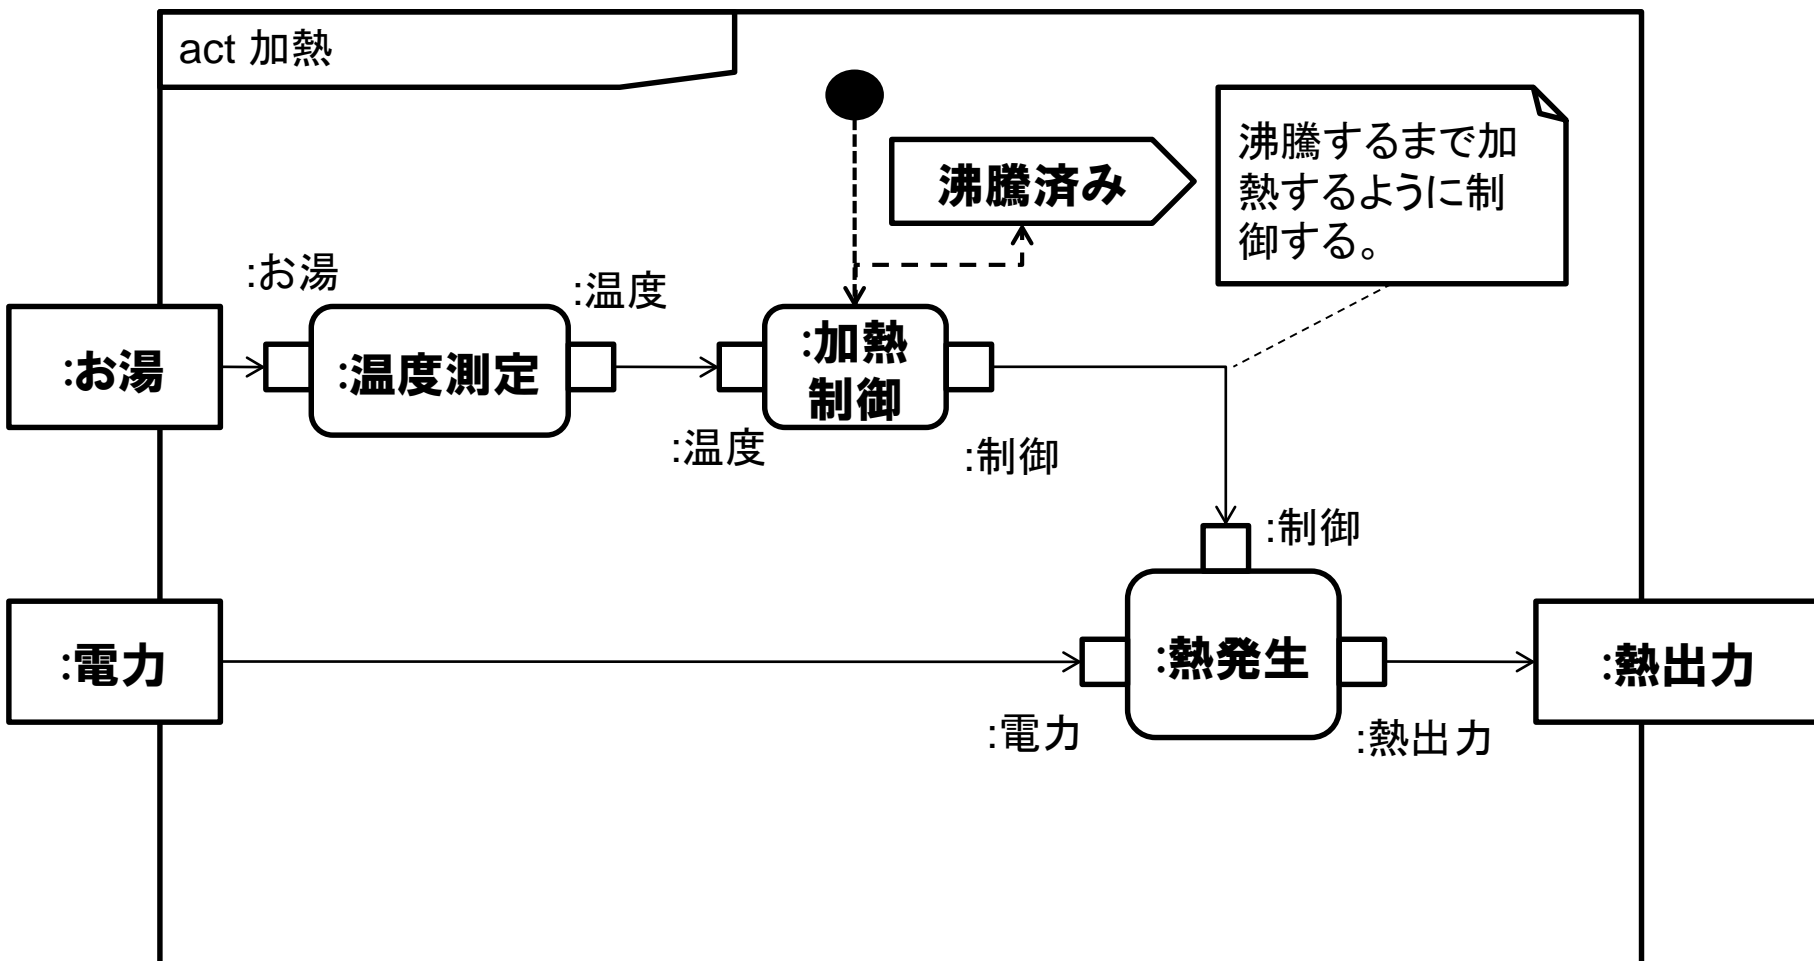 act 加熱
沸騰済み
沸騰するまで加
熱するように制
御する。
:お湯
:温度
:お湯
:温度測定
:加熱
制御
:温度
:制御
:制御
:電力
:熱発生
:熱出力
:電力
:熱出力